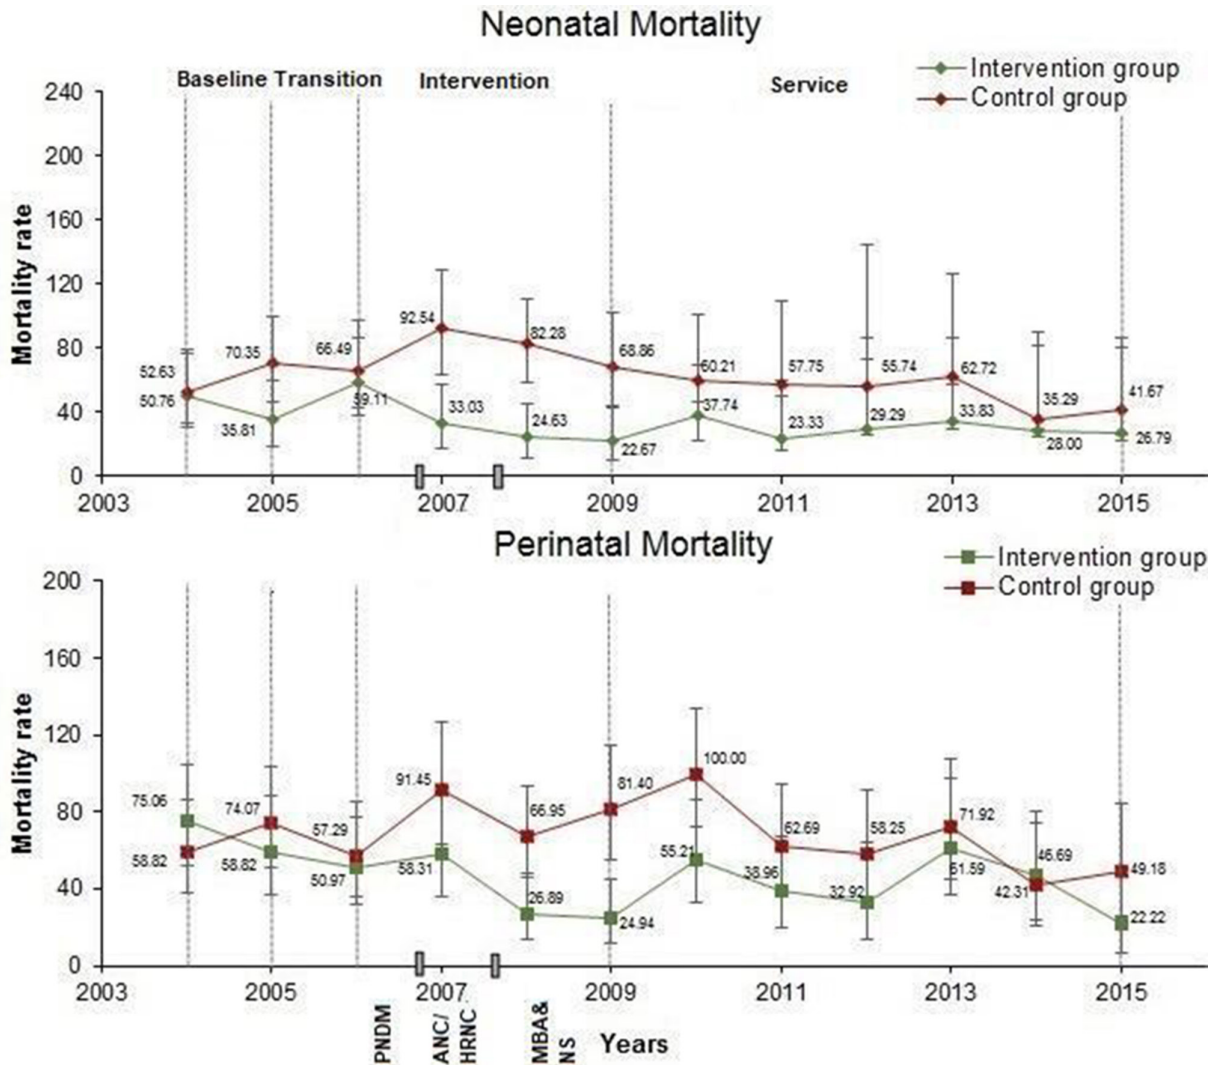 Neonatal Mortality
Intervention group
Control group
Baseline Transition Intervention Service
Mortality rate
240
200
160
120
80
40
0
52.63 70.35 66.49 92.54 82.28 68.86 60.21 57.75 55.74 62.72 35.29 41.67
50.76 35.81 59.11 33.03 24.63 22.67 37.74 23.33 29.29 33.83 28.00 26.79
2003 2005 2007 2009 2011 2013 2015
Perinatal Mortality
Intervention group
Control group
Mortality rate
200
160
120
80
40
0
75.06 58.82 50.97 58.31 26.89 24.94 55.21 38.96 32.92 61.59 46.69 22.22
58.82 74.07 57.29 91.45 66.95 81.40 100.00 62.69 58.25 71.92 42.31 49.18
2003 2005 2007 2009 2011 2013 2015
PNDM
ANC/
HRNC
MBA&
NS
Years